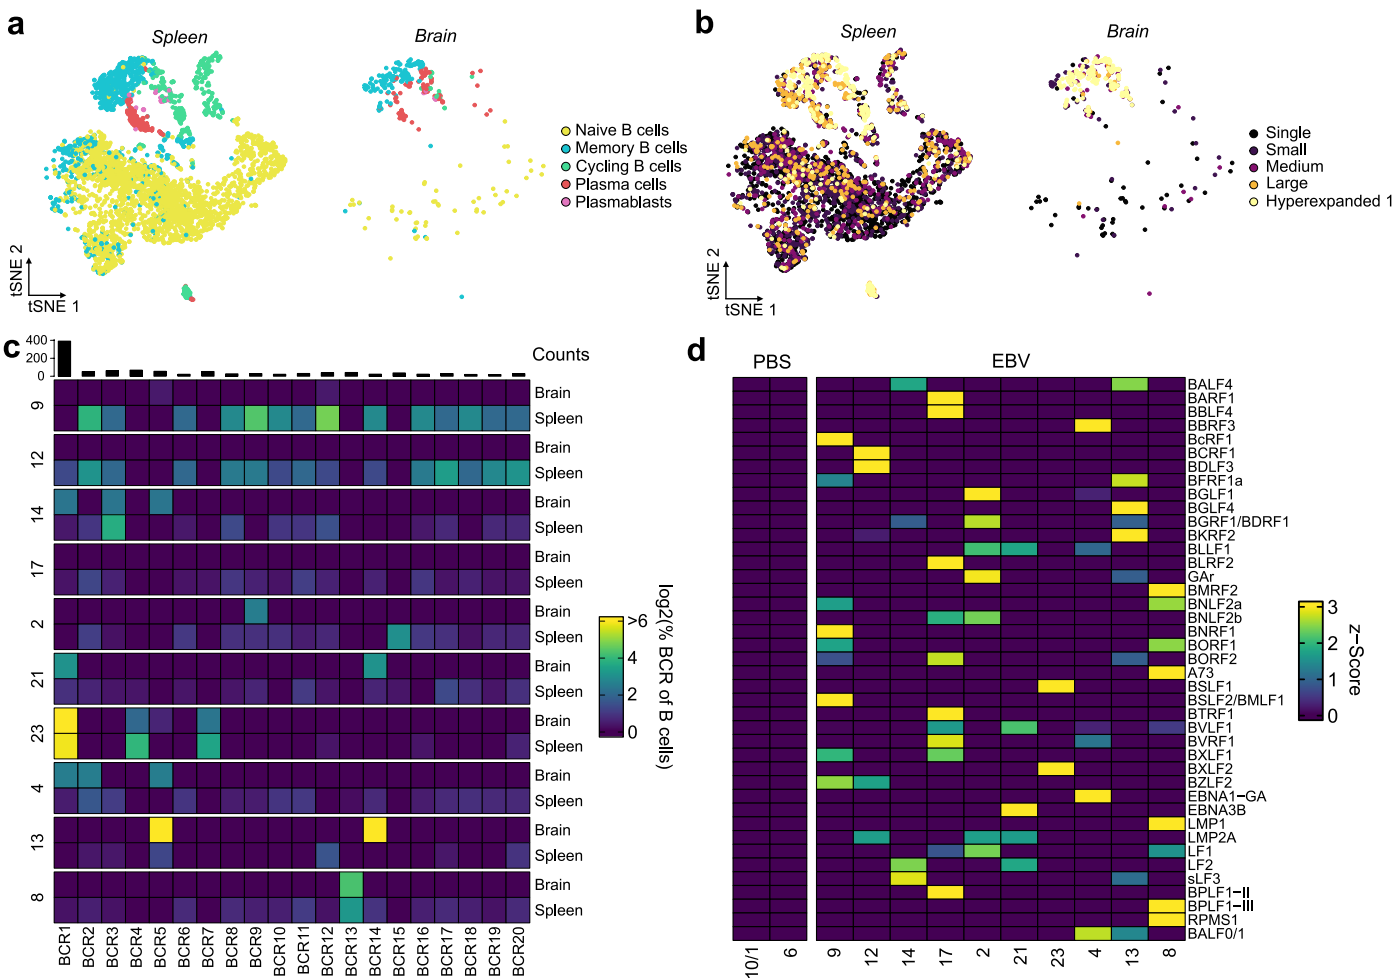 a
Spleen
Brain
Naive B cells
Memory B cells
Cycling B cells
Plasma cells
Plasmablasts
tSNE 2
tSNE 1
b
Spleen
Brain
Single
Small
Medium
Large
Hyperexpanded 1
tSNE 2
tSNE 1
c
400
200
0
Counts
9
Brain
Spleen
12
Brain
Spleen
14
Brain
Spleen
17
Brain
Spleen
2
Brain
Spleen
21
Brain
Spleen
23
Brain
Spleen
4
Brain
Spleen
13
Brain
Spleen
8
Brain
Spleen
BCR1
BCR2
BCR3
BCR4
BCR5
BCR6
BCR7
BCR8
BCR9
BCR10
BCR11
BCR12
BCR13
BCR14
BCR15
BCR16
BCR17
BCR18
BCR19
BCR20
>6
4
2
0
log2(% BCR of B cells)
d
PBS
EBV
BALF4
BARF1
BBLF4
BBRF3
BcRF1
BCRF1
BDLF3
BFRF1a
BGLF1
BGLF4
BGRF1/BDRF1
BKRF2
BLLF1
BLRF2
GAr
BMRF2
BNLF2a
BNLF2b
BNRF1
BORF1
BORF2
A73
BSLF1
BSLF2/BMLF1
BTRF1
BVLF1
BVRF1
BXLF1
BXLF2
BZLF2
EBNA1−GA
EBNA3B
LMP1
LMP2A
LF1
LF2
sLF3
BPLF1−II
BPLF1−III
RPMS1
BALF0/1
10/1
6
9
12
14
17
2
21
23
4
13
8
3
2
1
0
z−Score